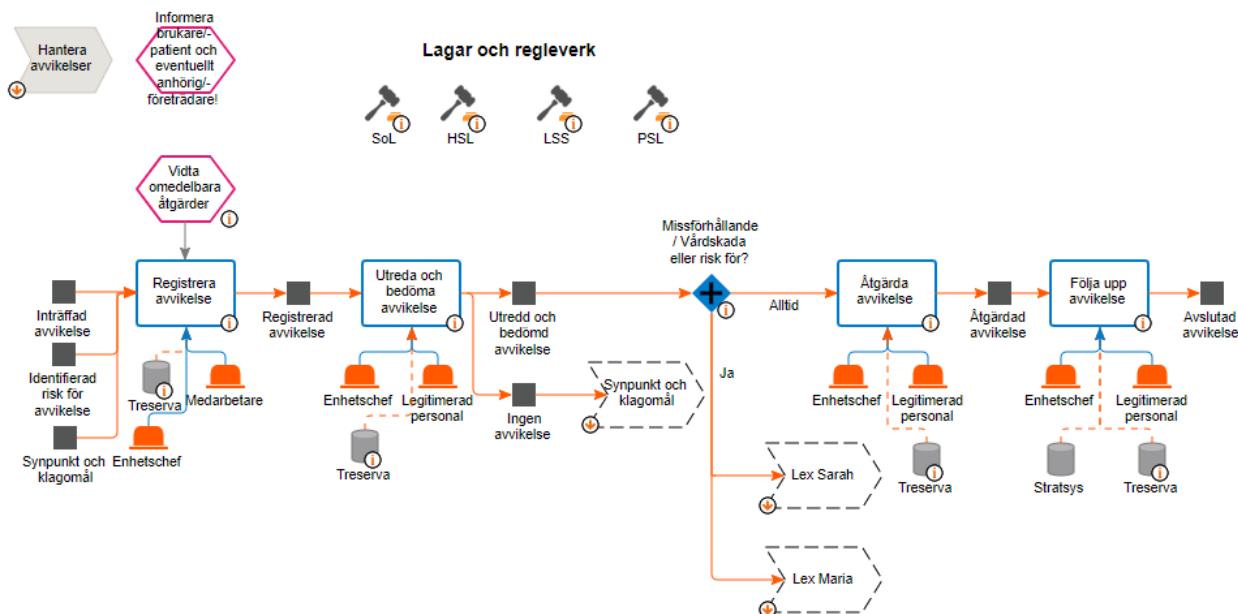 Hantera
avvikelser
Informera
brukare/-
patient och
eventuellt
anhörig/-
företrädare!
Lagar och regleverk
SoL
HSL
LSS
PSL
Vidta
omedelbara
åtgärder
Missförhållande
/ Vårdskada
eller risk för?
Registrera
avvikelse
Utreda och
bedöma
avvikelse
Åtgärda
avvikelse
Följa upp
avvikelse
Inträffad
avvikelse
Registrerad
avvikelse
Utredd och
bedömd
avvikelse
Alltid
Åtgärdad
avvikelse
Avslutad
avvikelse
Identifierad
risk för
avvikelse
Treserva
Medarbetare
Enhetschef
Legitimerad
personal
Ja
Synpunkt och
klagomål
Enhetschef
Legitimerad
personal
Enhetschef
Legitimerad
personal
Synpunkt och
klagomål
Enhetschef
Treserva
Ingen
avvikelse
Lex Sarah
Treserva
Stratsys
Treserva
Lex Maria